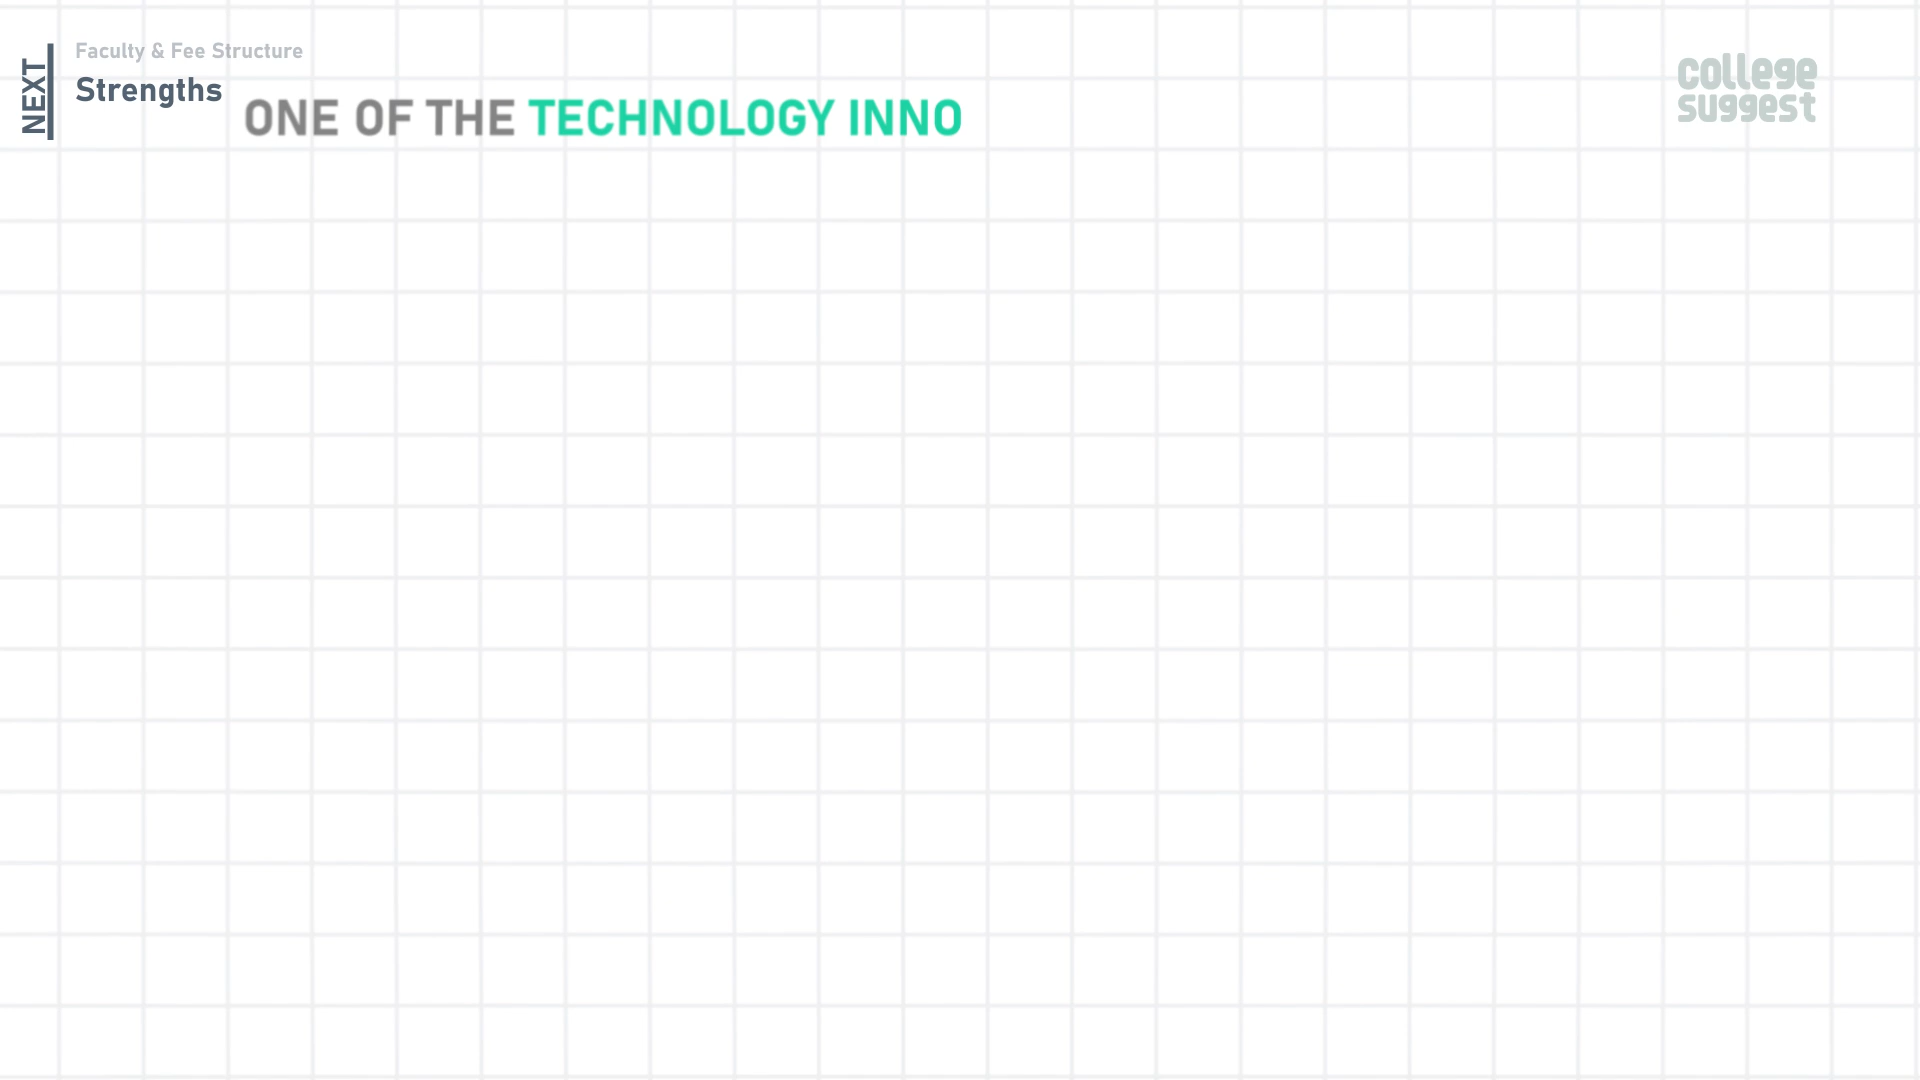 NEXT
Faculty & Fee Structure
Strengths
ONE OF THE TECHNOLOGY INNO
college
suggest